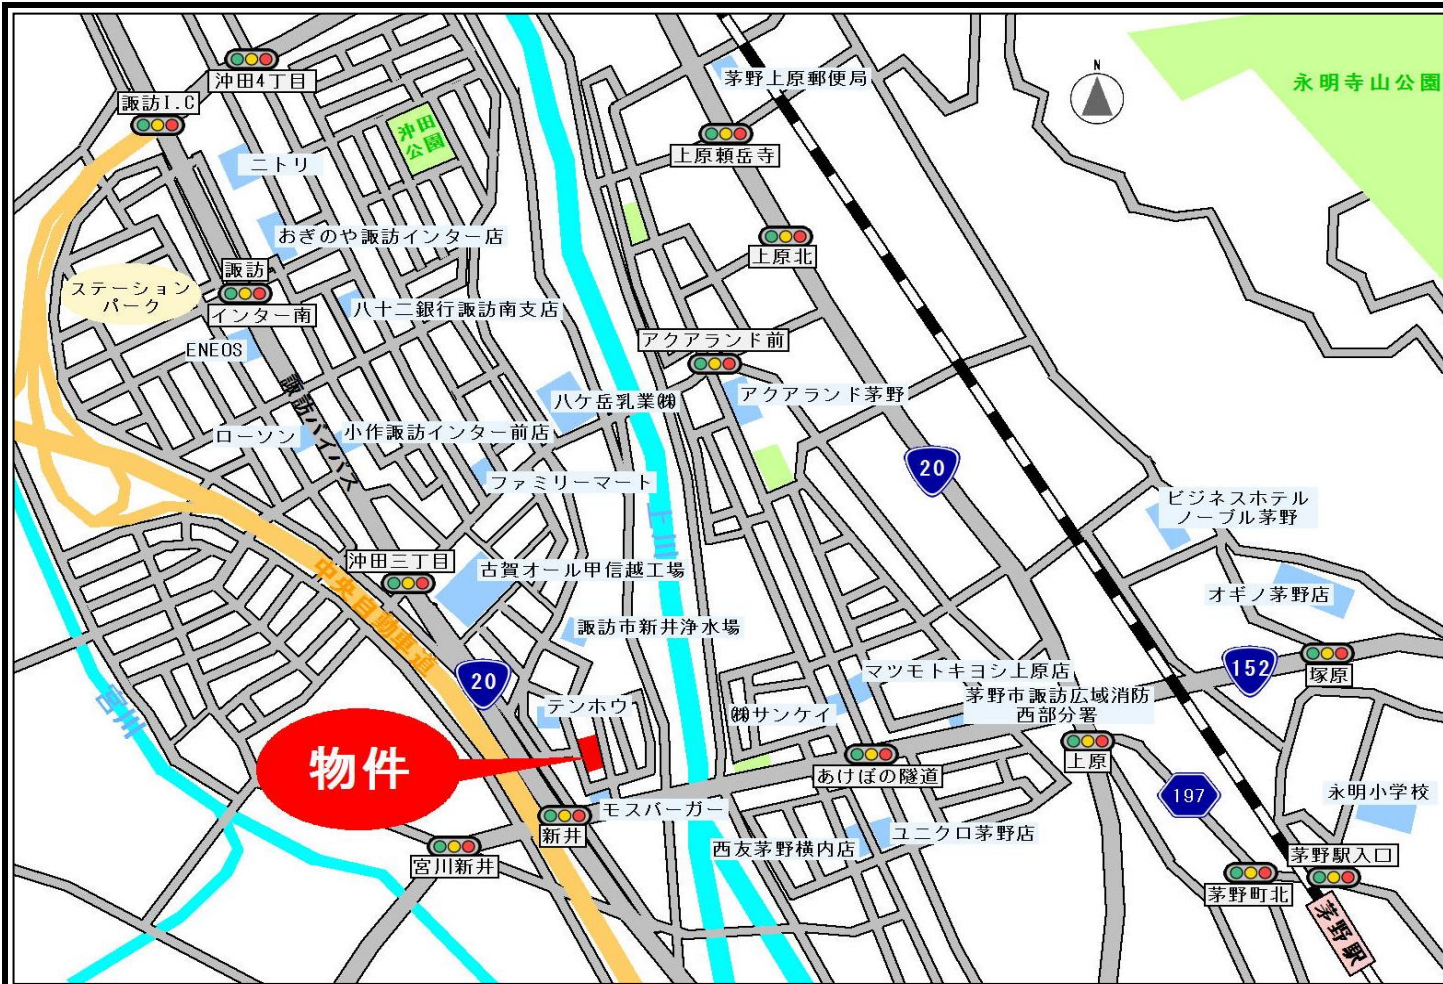 沖田4丁目
諏訪I.C
N
茅野上原郵便局
永明寺山公園
沖田
公園
ニトリ
上原頼岳寺
おぎのや諏訪インター店
上原北
諏訪
インター南
ステーション
パーク
八十二銀行諏訪南支店
ENEOS
アクアランド前
アクアランド茅野
諏訪バイパス
八ケ岳乳業㈱
ローソン
小作諏訪インター前店
ファミリーマート
20
ビジネスホテル
ノーブル茅野
上川
沖田三丁目
古賀オール甲信越工場
中央自動車道
オギノ茅野店
諏訪市新井浄水場
20
152
塚原
マツモトキヨシ上原店
茅野市諏訪広域消防
西部分署
宮川
テンホウ
㈱サンケイ
物件
あけぼの隧道
上原
197
永明小学校
モスバーガー
新井
ユニクロ茅野店
西友茅野横内店
宮川新井
茅野駅入口
茅野町北
茅野駅